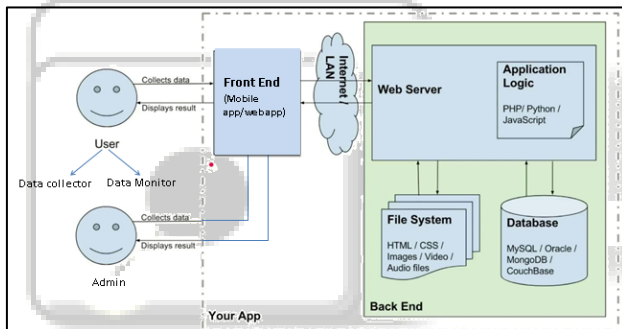 Collects data
Displays result
User
Data collector
Data Monitor
Collects data
Displays result
Admin
Front End
(Mobile
app/webapp)
Internet /
LAN
Web Server
Application
Logic
PHP/ Python /
JavaScript
File System
HTML / CSS /
Images / Video /
Audio files
Database
MySQL / Oracle /
MongoDB /
CouchBase
Your App
Back End